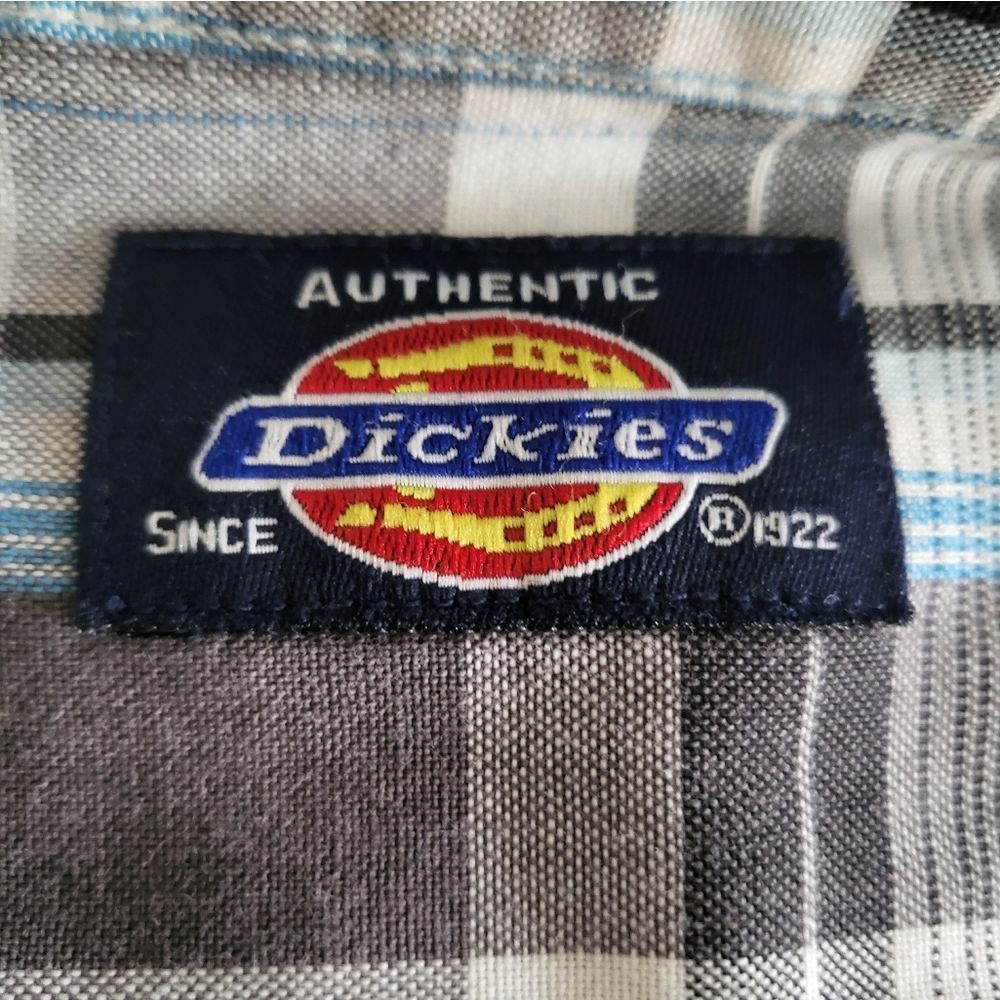 AUTHENTIC
Dickies
SINCE ® 1922